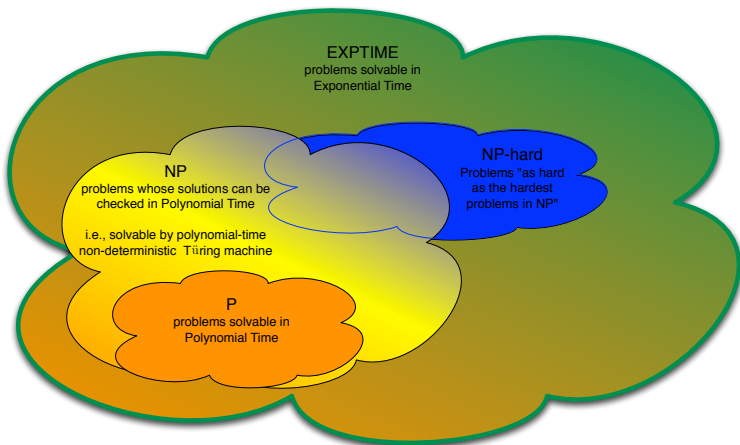 EXPTIME
problems solvable in
Exponential Time
NP
problems whose solutions can be
checked in Polynomial Time
i.e., solvable by polynomial-time
non-deterministic Türing machine
NP-hard
Problems "as hard
as the hardest
problems in NP"
P
problems solvable in
Polynomial Time